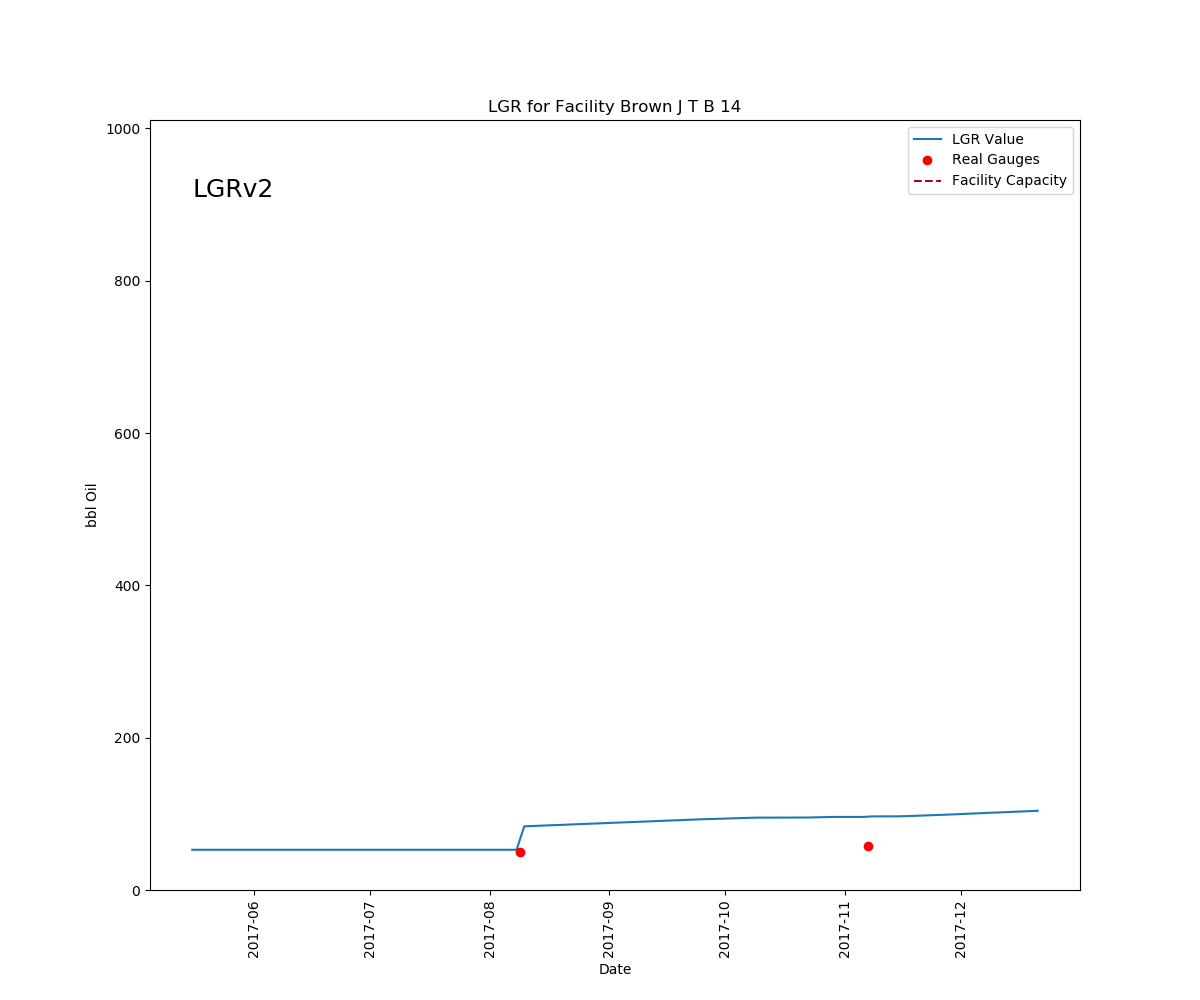 LGR for Facility Brown J T B 14
1000
800
600
400
200
0
bbl Oil
LGRv2
LGR Value
Real Gauges
Facility Capacity
2017-06
2017-07
2017-08
2017-09
2017-10
2017-11
2017-12
Date